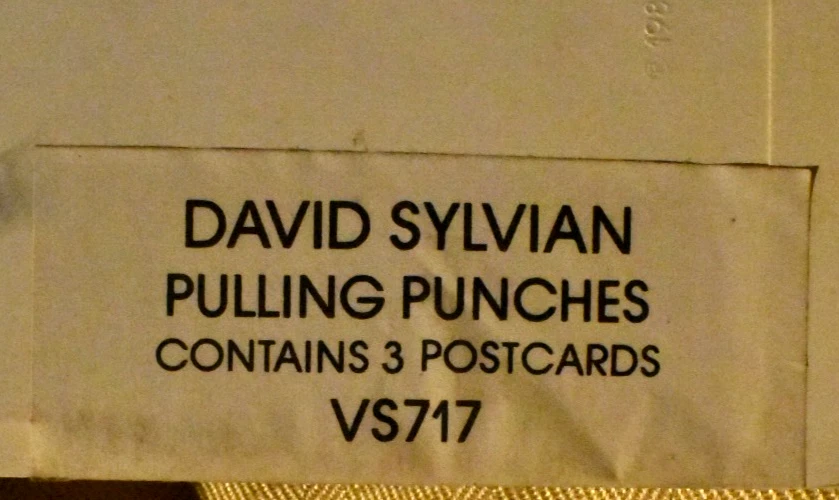 DAVID SYLVIAN
PULLING PUNCHES
CONTAINS 3 POSTCARDS
VS717